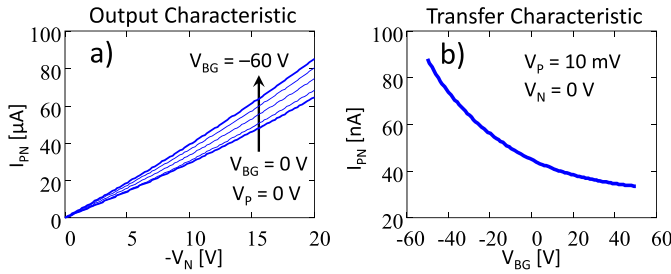 Output Characteristic
a)
V_BG = –60 V
V_BG = 0 V
V_P = 0 V
I_PN [µA]
100
80
60
40
20
0
0 5 10 15 20
-V_N [V]
Transfer Characteristic
b)
V_P = 10 mV
V_N = 0 V
I_PN [nA]
100
80
60
40
20
-60 -40 -20 0 20 40 60
V_BG [V]